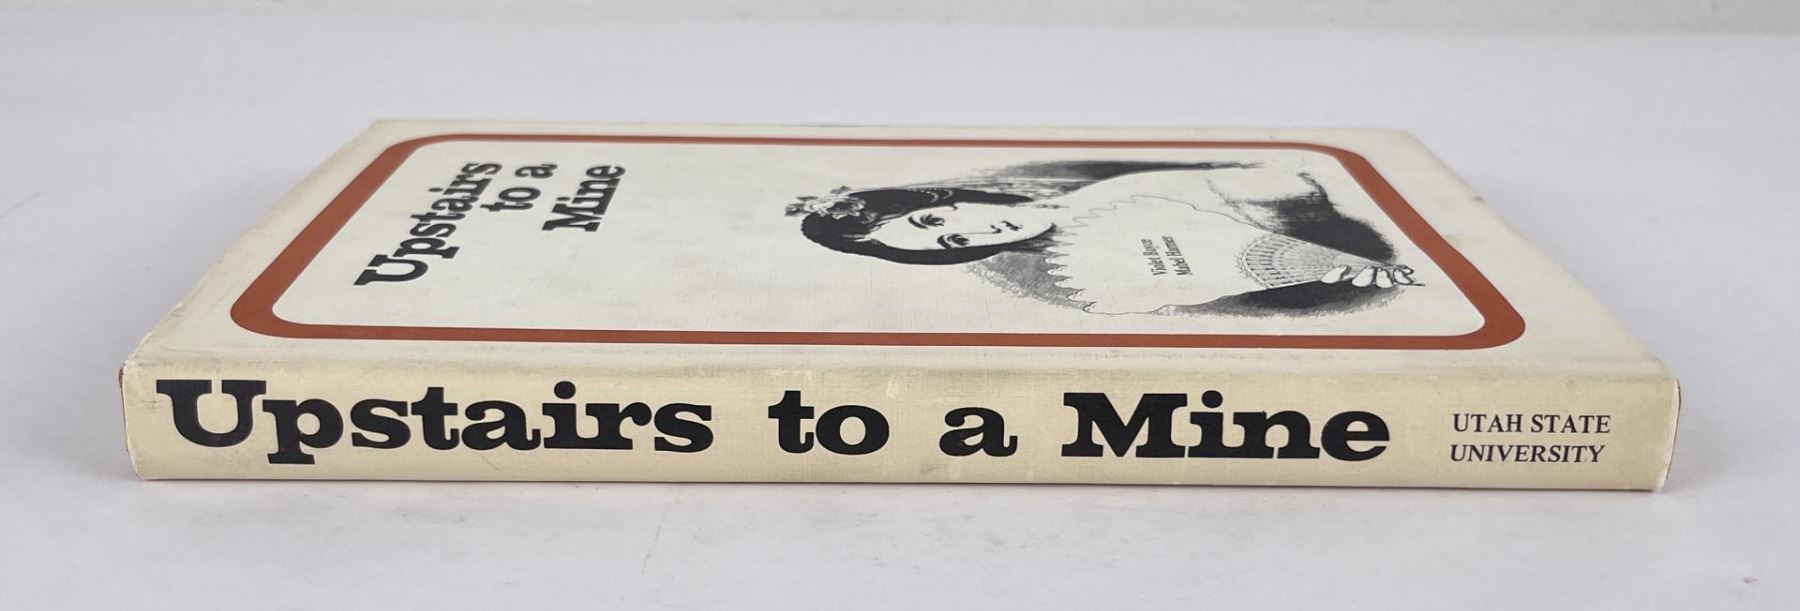 Upstairs
to a
Mine
Violet Boyce
Mabel Harmer
Upstairs to a Mine
UTAH STATE
UNIVERSITY